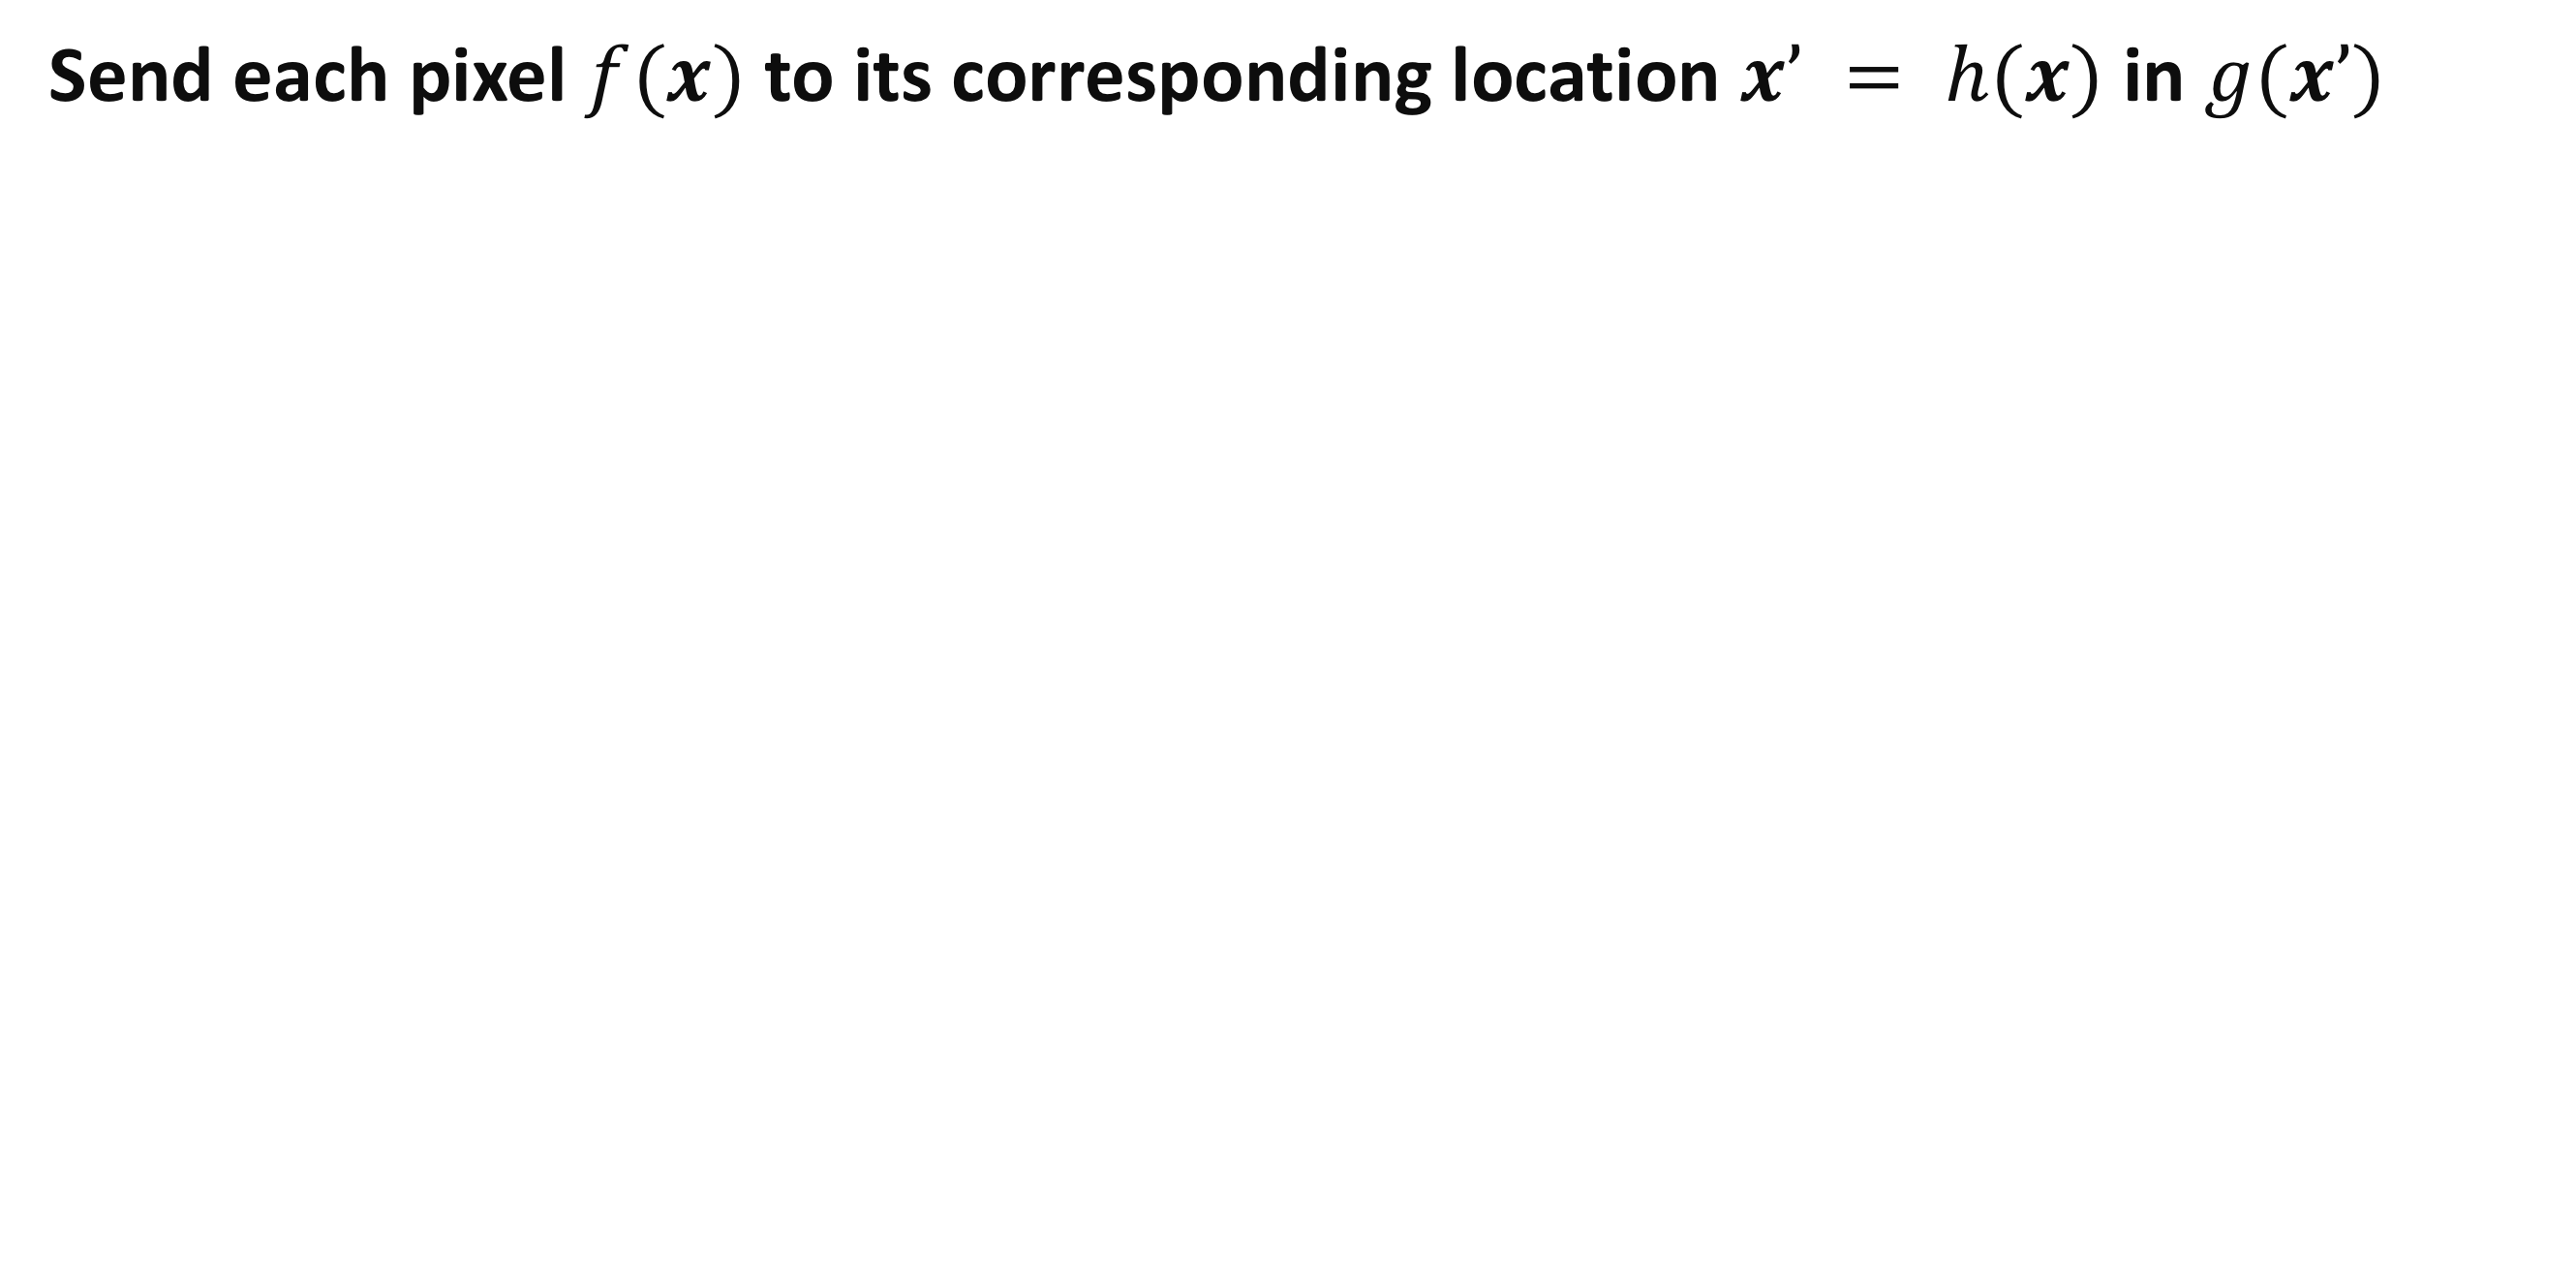 Send each pixel f(x) to its corresponding location x’ = h(x) in g(x’)